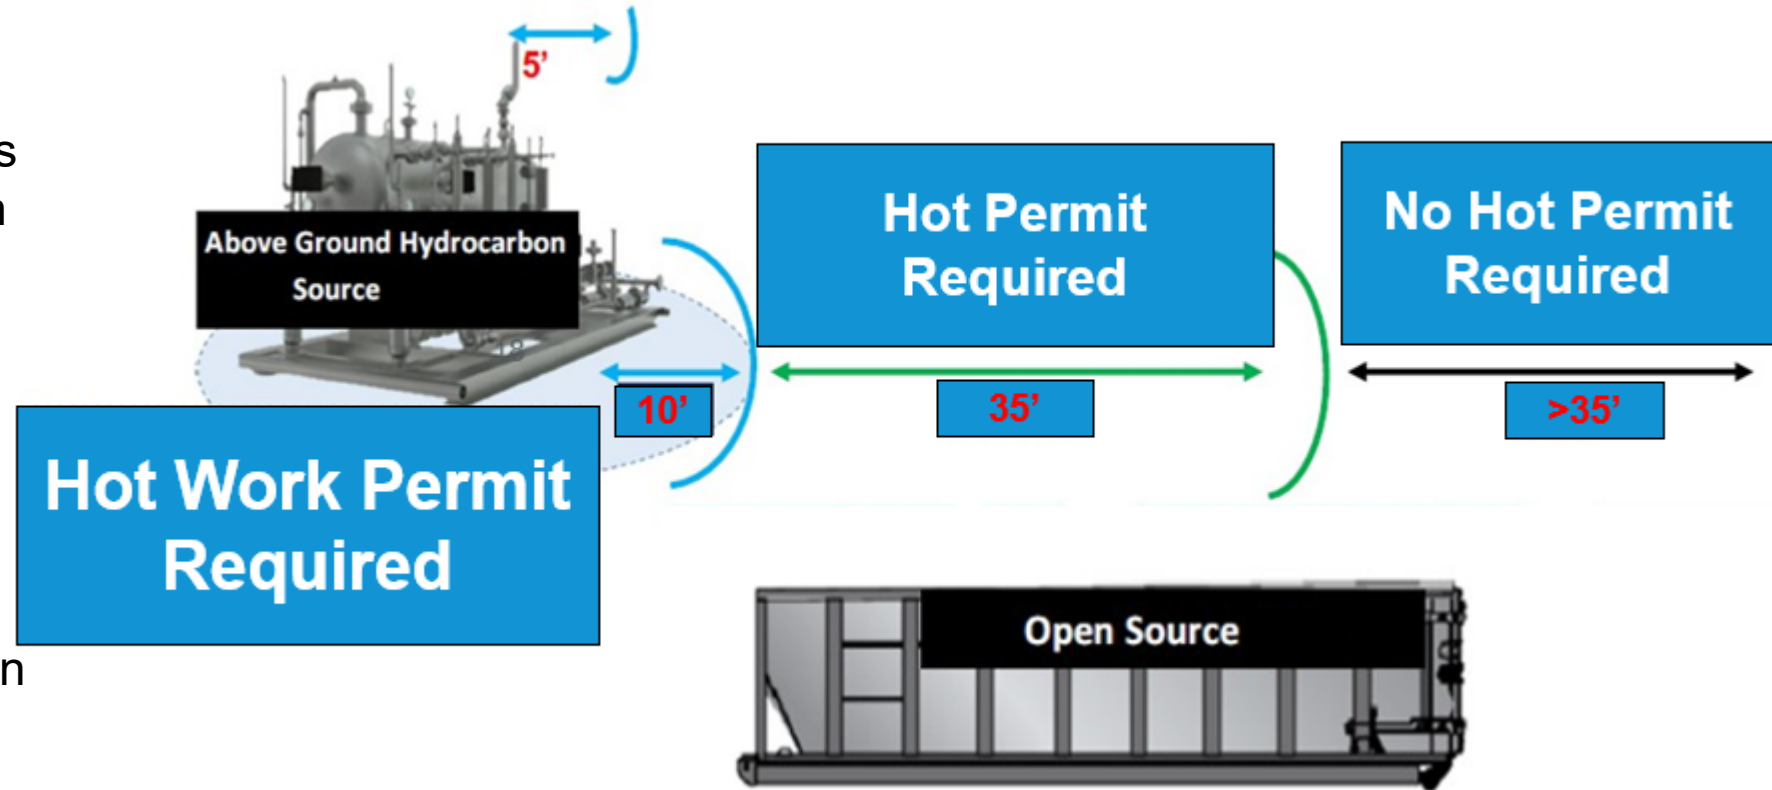 5’
s
n
Above Ground Hydrocarbon
Source
Hot Permit
Required
No Hot Permit
Required
18
10’
35’
>35’
Hot Work Permit
Required
Open Source
n